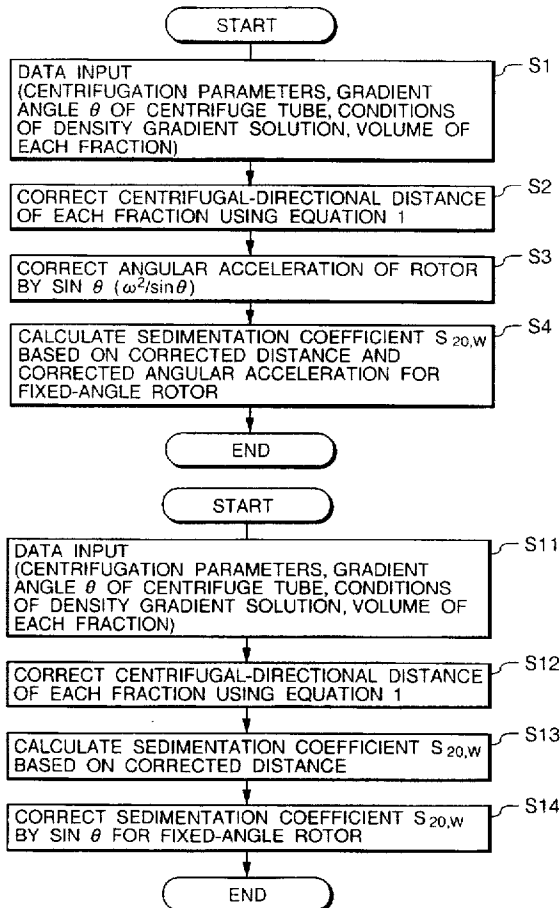 START
S1
DATA INPUT
(CENTRIFUGATION PARAMETERS, GRADIENT
ANGLE θ OF CENTRIFUGE TUBE, CONDITIONS
OF DENSITY GRADIENT SOLUTION, VOLUME OF
EACH FRACTION)
S2
CORRECT CENTRIFUGAL-DIRECTIONAL DISTANCE
OF EACH FRACTION USING EQUATION 1
S3
CORRECT ANGULAR ACCELERATION OF ROTOR
BY SIN θ (ω²/sinθ)
S4
CALCULATE SEDIMENTATION COEFFICIENT S20,W
BASED ON CORRECTED DISTANCE AND
CORRECTED ANGULAR ACCELERATION FOR
FIXED-ANGLE ROTOR
END
START
S11
DATA INPUT
(CENTRIFUGATION PARAMETERS, GRADIENT
ANGLE θ OF CENTRIFUGE TUBE, CONDITIONS
OF DENSITY GRADIENT SOLUTION, VOLUME OF
EACH FRACTION)
S12
CORRECT CENTRIFUGAL-DIRECTIONAL DISTANCE
OF EACH FRACTION USING EQUATION 1
S13
CALCULATE SEDIMENTATION COEFFICIENT S20,W
BASED ON CORRECTED DISTANCE
S14
CORRECT SEDIMENTATION COEFFICIENT S20,W
BY SIN θ FOR FIXED-ANGLE ROTOR
END